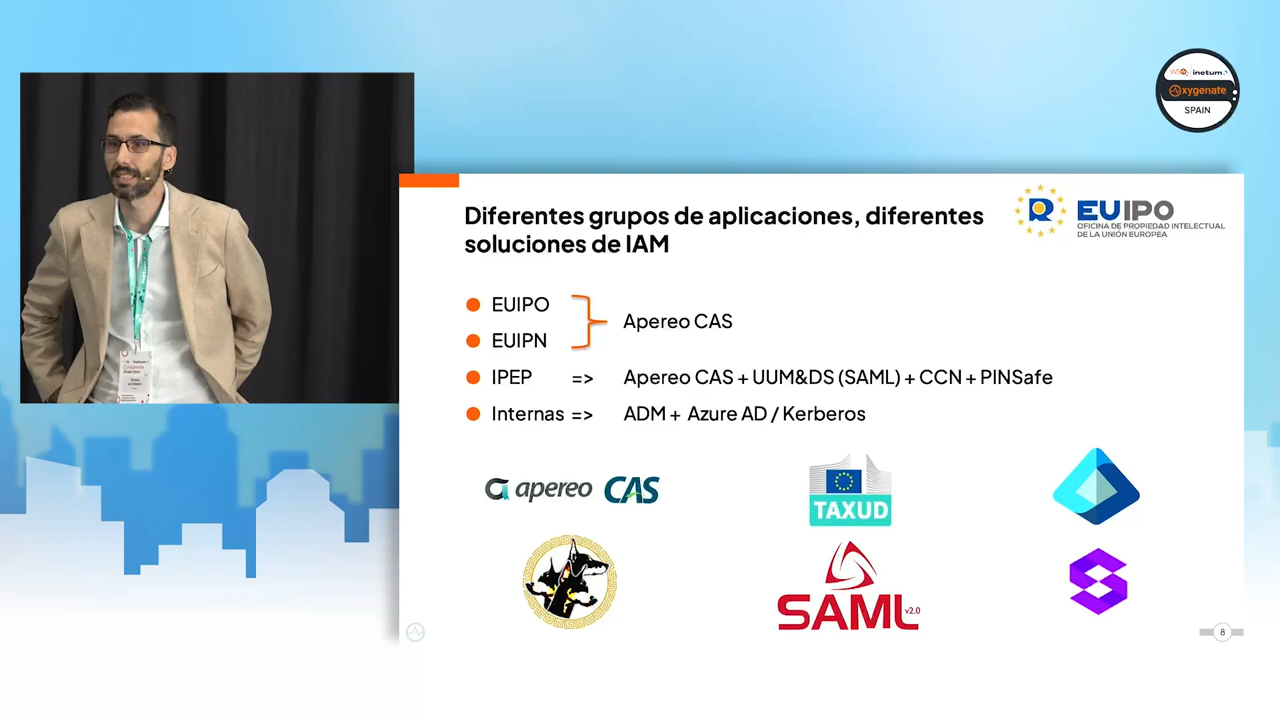 WSO2 inetum.
Oxygenate
SPAIN
Diferentes grupos de aplicaciones, diferentes
soluciones de IAM
EUIPO
OFICINA DE PROPIEDAD INTELECTUAL
DE LA UNIÓN EUROPEA
EUIPO
EUIPN
Apereo CAS
IPEP => Apereo CAS + UUM&DS (SAML) + CCN + PINSafe
Internas => ADM + Azure AD / Kerberos
apereo CAS
TAXUD
SAML v2.0
8